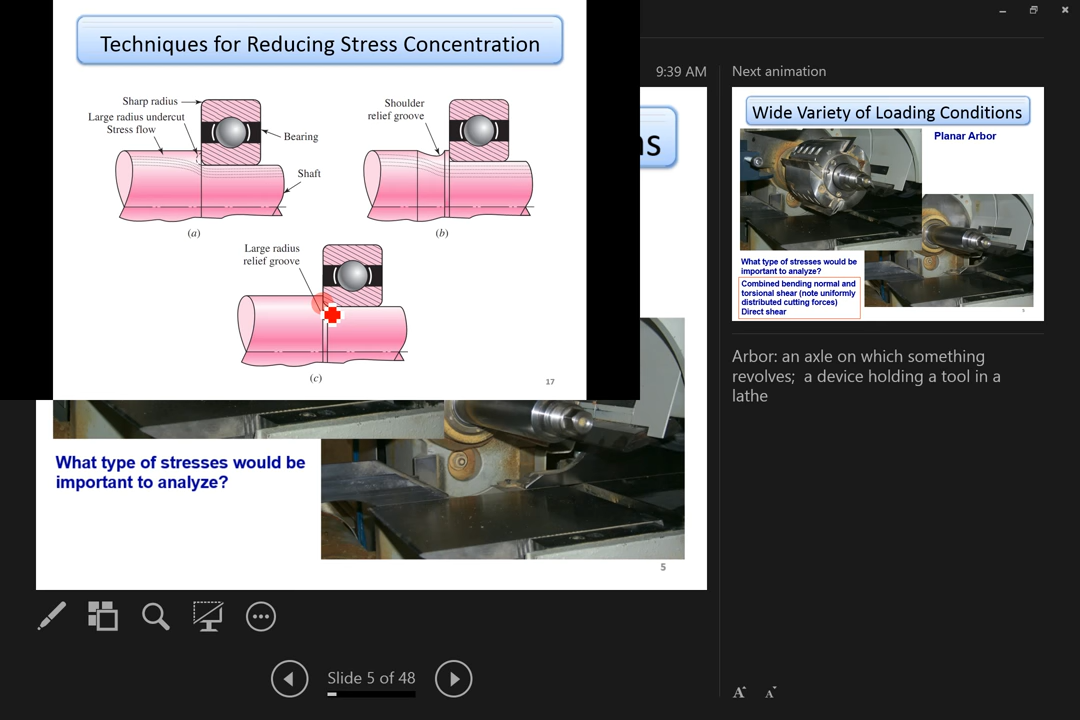 Techniques for Reducing Stress Concentration
Sharp radius
Large radius undercut
Stress flow
Bearing
Shaft
(a)
Shoulder
relief groove
(b)
Large radius
relief groove
(c)
17
9:39 AM
ns
What type of stresses would be
important to analyze?
5
Slide 5 of 48
Next animation
Wide Variety of Loading Conditions
Planar Arbor
What type of stresses would be
important to analyze?
Combined bending normal and
torsional shear (note uniformly
distributed cutting forces)
Direct shear
5
Arbor: an axle on which something
revolves; a device holding a tool in a
lathe
A A